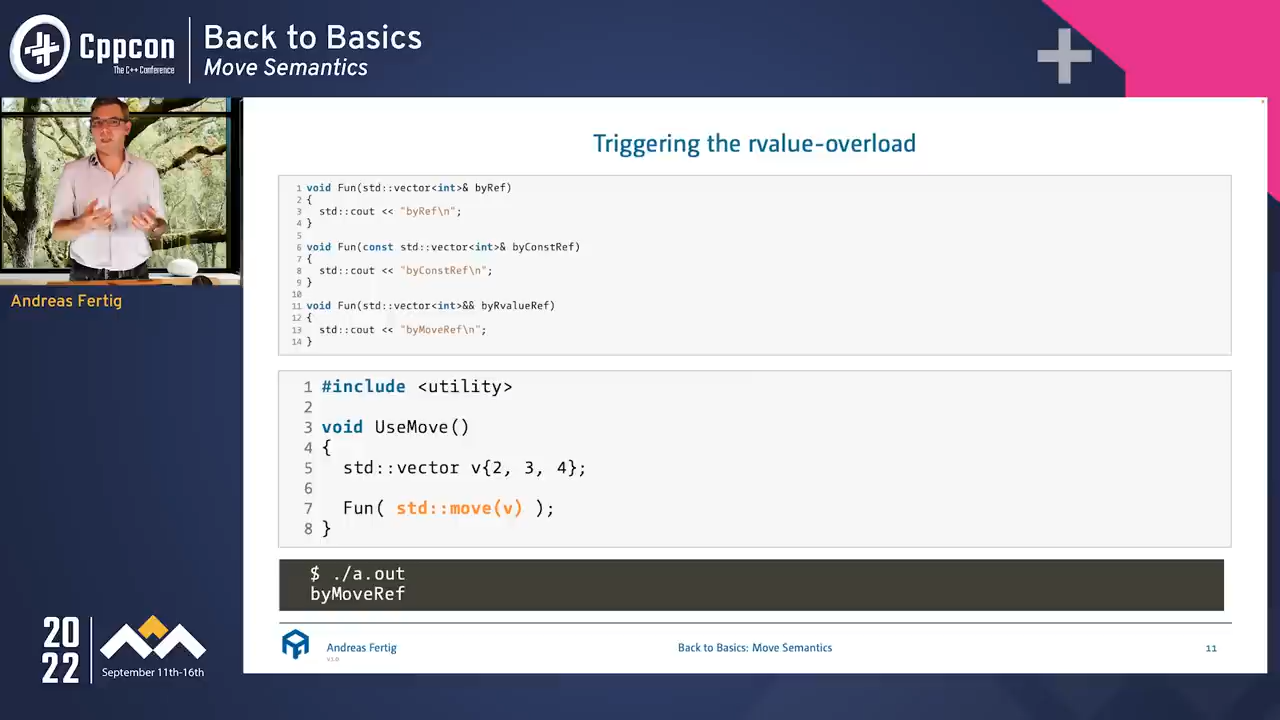 Cppcon
The C++ Conference
Back to Basics
Move Semantics
Andreas Fertig
Triggering the rvalue-overload
1 void Fun(std::vector<int>& byRef)
2 {
3   std::cout << "byRef\n";
4 }
5
6 void Fun(const std::vector<int>& byConstRef)
7 {
8   std::cout << "byConstRef\n";
9 }
10
11 void Fun(std::vector<int>&& byRvalueRef)
12 {
13   std::cout << "byMoveRef\n";
14 }
1 #include <utility>
2
3 void UseMove()
4 {
5   std::vector v{2, 3, 4};
6
7   Fun( std::move(v) );
8 }
$ ./a.out
byMoveRef
Andreas Fertig
v1.0
Back to Basics: Move Semantics
11
20
22
September 11th-16th